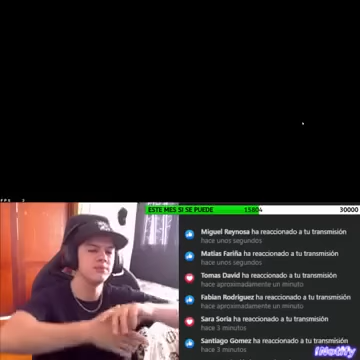 FPS
ESTE MES SI SE PUEDE 15804 30000
Miguel Reynosa ha reaccionado a tu transmisión
hace unos segundos
Matías Fariña ha reaccionado a tu transmisión
hace unos segundos
Tomas David ha reaccionado a tu transmisión
hace aproximadamente un minuto
Fabian Rodriguez ha reaccionado a tu transmisión
hace aproximadamente un minuto
Sara Soria ha reaccionado a tu transmisión
hace 3 minutos
Santiago Gomez ha reaccionado a tu transmisión
hace 3 minutos
iNotify